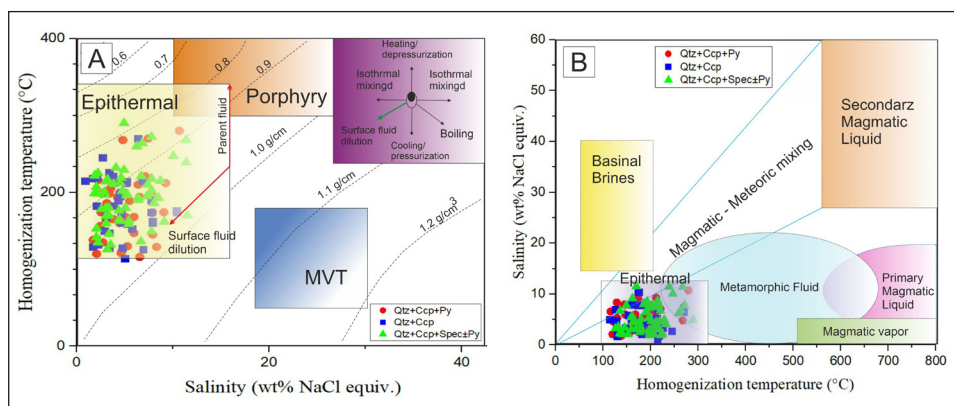 A
400
200
0
0
20
40
Homogenization temperature (°C)
Salinity (wt% NaCl equiv.)
0.6
0.7
0.8
0.9
1.0 g/cm
1.1 g/cm
1.2 g/cm3
Epithermal
Porphyry
MVT
Parent fluid
Surface fluid
dilution
Heating/
depressurization
Isothrmal
mixingd
Isothrmal
mixingd
Surface fluid
dilution
Boiling
Cooling/
pressurization
Qtz+Ccp+Py
Qtz+Ccp
Qtz+Ccp+Spec±Py
B
60
50
40
30
20
10
0
0
100
200
300
400
500
600
700
800
Salinity (wt% NaCl equiv.)
Homogenization temperature (°C)
Qtz+Ccp+Py
Qtz+Ccp
Qtz+Ccp+Spec±Py
Basinal
Brines
Secondarz
Magmatic
Liquid
Magmatic - Meteoric mixing
Epithermal
Metamorphic Fluid
Primary
Magmatic
Liquid
Magmatic vapor